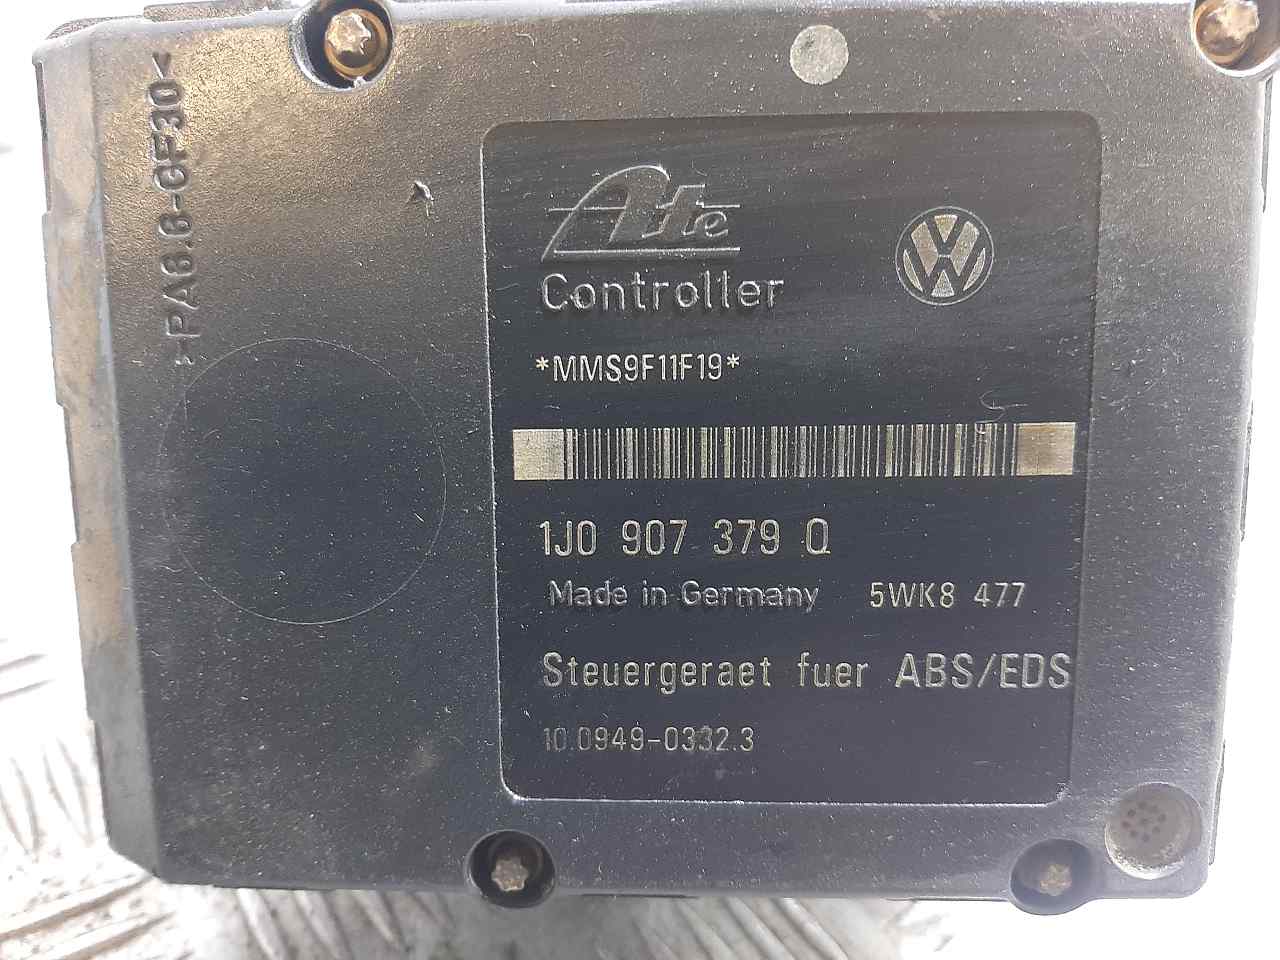 >PA6.6-GF30<
Ate
Controller
*MMS9F11F19*
1J0 907 379 Q
Made in Germany 5WK8 477
Steuergeraet fuer ABS/EDS
10.0949-0332.3